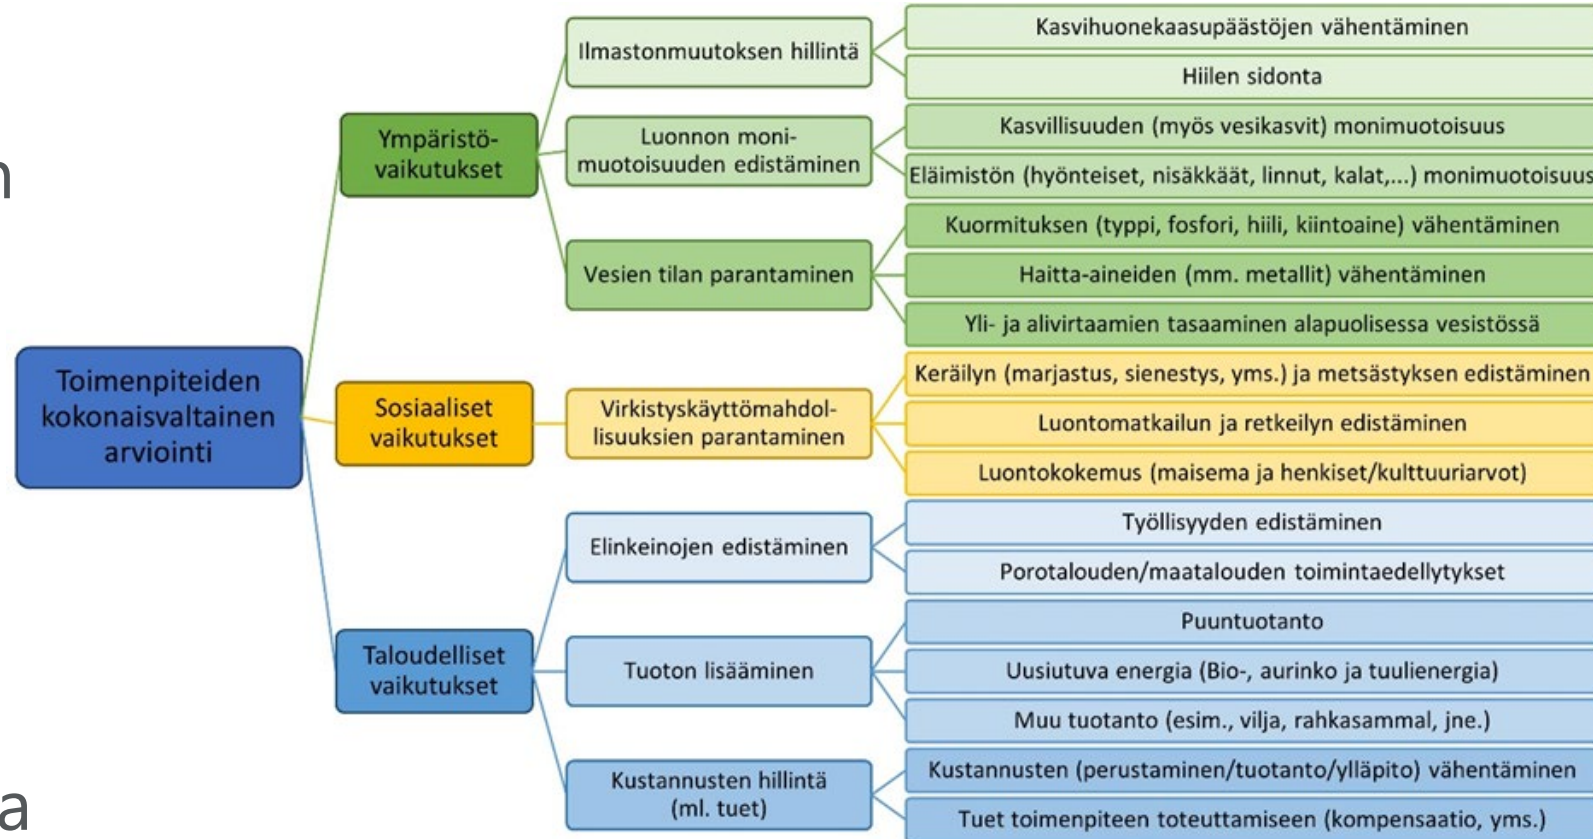 n
a
Toimenpiteiden
kokonaisvaltainen
arviointi
Ympäristö-
vaikutukset
Ilmastonmuutoksen hillintä
Kasvihuonekaasupäästöjen vähentäminen
Hiilen sidonta
Luonnon moni-
muotoisuuden edistäminen
Kasvillisuuden (myös vesikasvit) monimuotoisuus
Eläimistön (hyönteiset, nisäkkäät, linnut, kalat,...) monimuotoisuus
Vesien tilan parantaminen
Kuormituksen (typpi, fosfori, hiili, kiintoaine) vähentäminen
Haitta-aineiden (mm. metallit) vähentäminen
Yli- ja alivirtaamien tasaaminen alapuolisessa vesistössä
Sosiaaliset
vaikutukset
Virkistyskäyttömahdol-
lisuuksien parantaminen
Keräilyn (marjastus, sienestys, yms.) ja metsästyksen edistäminen
Luontomatkailun ja retkeilyn edistäminen
Luontokokemus (maisema ja henkiset/kulttuuriarvot)
Taloudelliset
vaikutukset
Elinkeinojen edistäminen
Työllisyyden edistäminen
Porotalouden/maatalouden toimintaedellytykset
Tuoton lisääminen
Puuntuotanto
Uusiutuva energia (Bio-, aurinko ja tuulienergia)
Muu tuotanto (esim., vilja, rahkasammal, jne.)
Kustannusten hillintä
(ml. tuet)
Kustannusten (perustaminen/tuotanto/ylläpito) vähentäminen
Tuet toimenpiteen toteuttamiseen (kompensaatio, yms.)